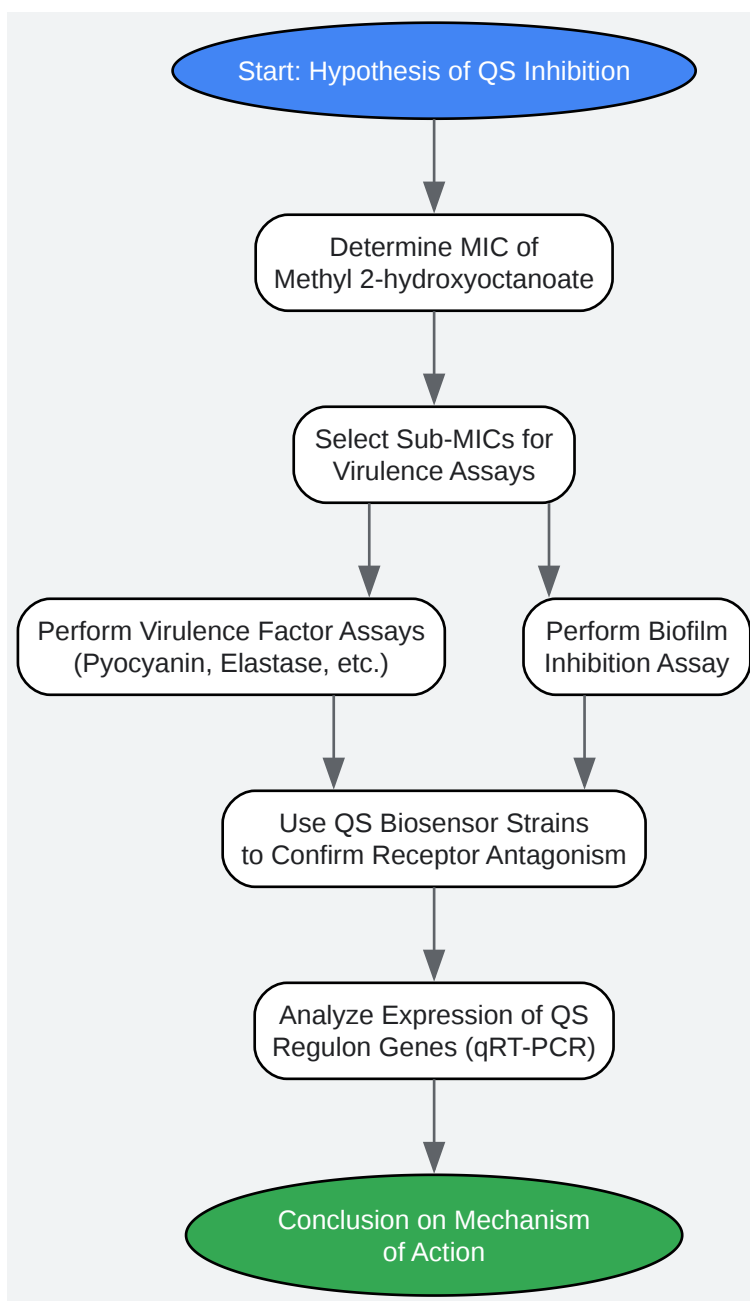 Start: Hypothesis of QS Inhibition
Determine MIC of
Methyl 2-hydroxyoctanoate
Select Sub-MICs for
Virulence Assays
Perform Virulence Factor Assays
(Pyocyanin, Elastase, etc.)
Perform Biofilm
Inhibition Assay
Use QS Biosensor Strains
to Confirm Receptor Antagonism
Analyze Expression of QS
Regulon Genes (qRT-PCR)
Conclusion on Mechanism
of Action